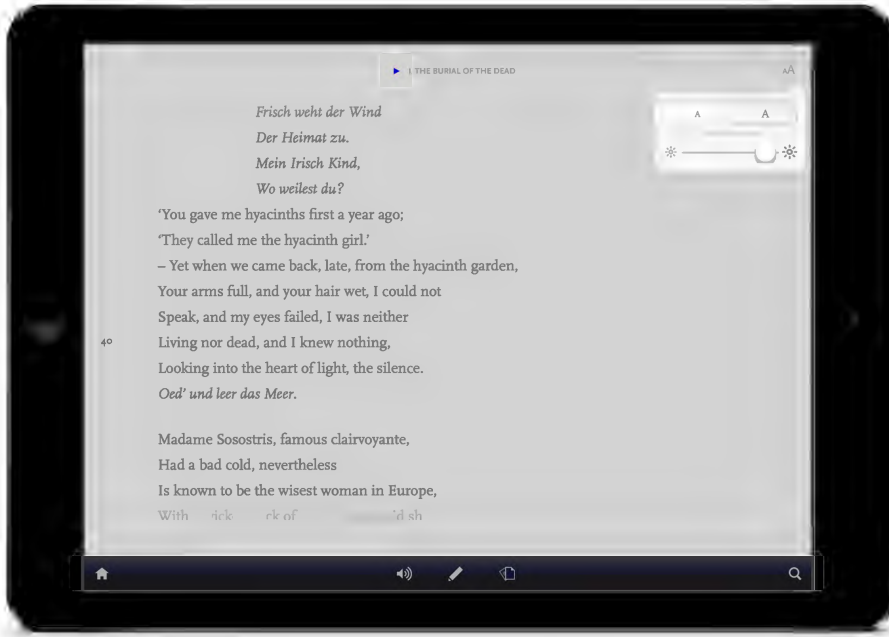 I THE BURIAL OF THE DEAD
AA
A A
Frisch weht der Wind
Der Heimat zu.
Mein Irisch Kind,
Wo weilest du?
‘You gave me hyacinths first a year ago;
‘They called me the hyacinth girl.’
– Yet when we came back, late, from the hyacinth garden,
Your arms full, and your hair wet, I could not
Speak, and my eyes failed, I was neither
40 Living nor dead, and I knew nothing,
Looking into the heart of light, the silence.
Oed’ und leer das Meer.
Madame Sosostris, famous clairvoyante,
Had a bad cold, nevertheless
Is known to be the wisest woman in Europe,
With